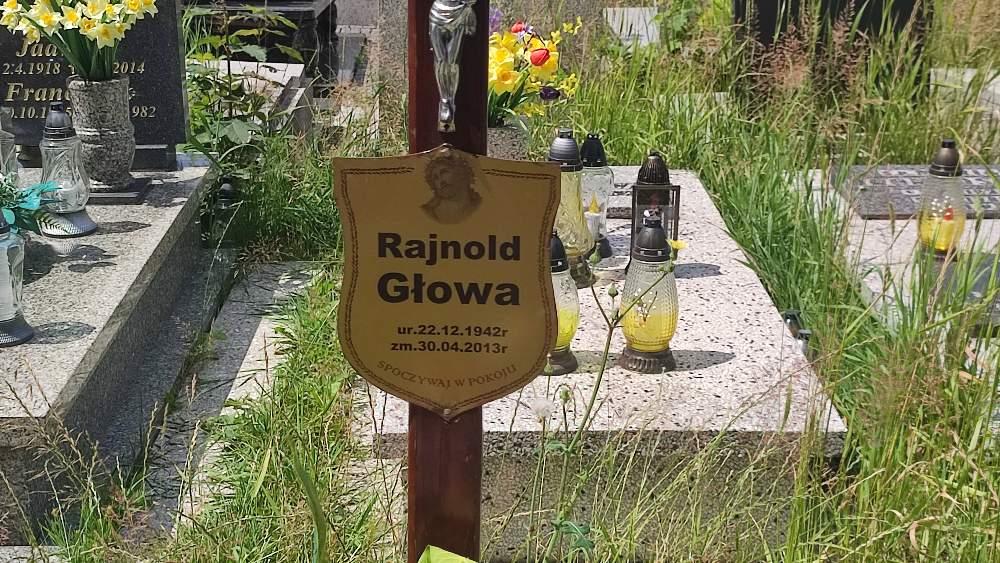 2.4.1918
2014
982
Rajnold
Głowa
ur.22.12.1942r
zm.30.04.2013r
SPOCZYWAJ W POKOJU